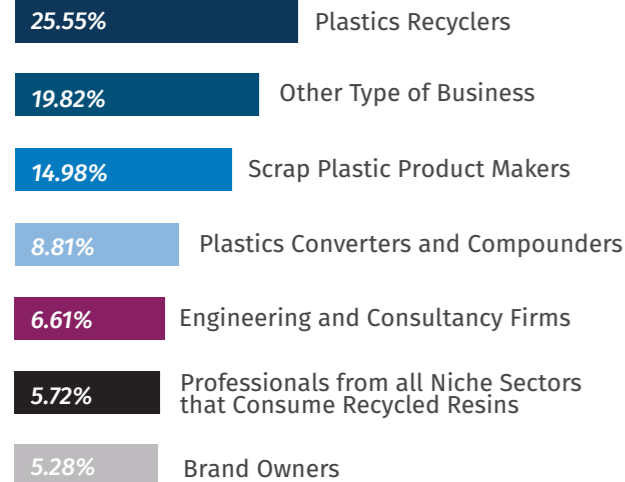 25.55% Plastics Recyclers
19.82% Other Type of Business
14.98% Scrap Plastic Product Makers
8.81% Plastics Converters and Compounders
6.61% Engineering and Consultancy Firms
5.72% Professionals from all Niche Sectors
that Consume Recycled Resins
5.28% Brand Owners